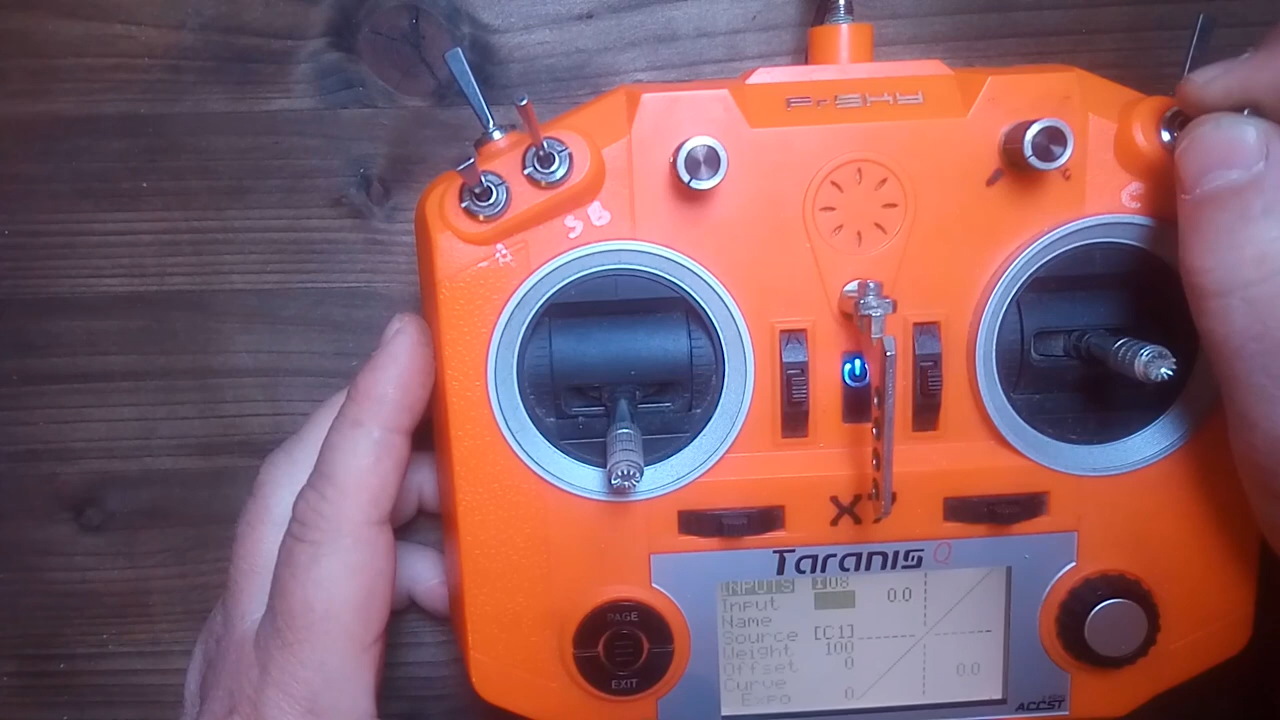 FrSKY
SB
A
C
X7
Taranis Q
INPUTS I08
Input 0.0
Name
Source [C1]
Weight 100
Offset 0
Curve 0.0
Expo 0
PAGE
EXIT
ACCST